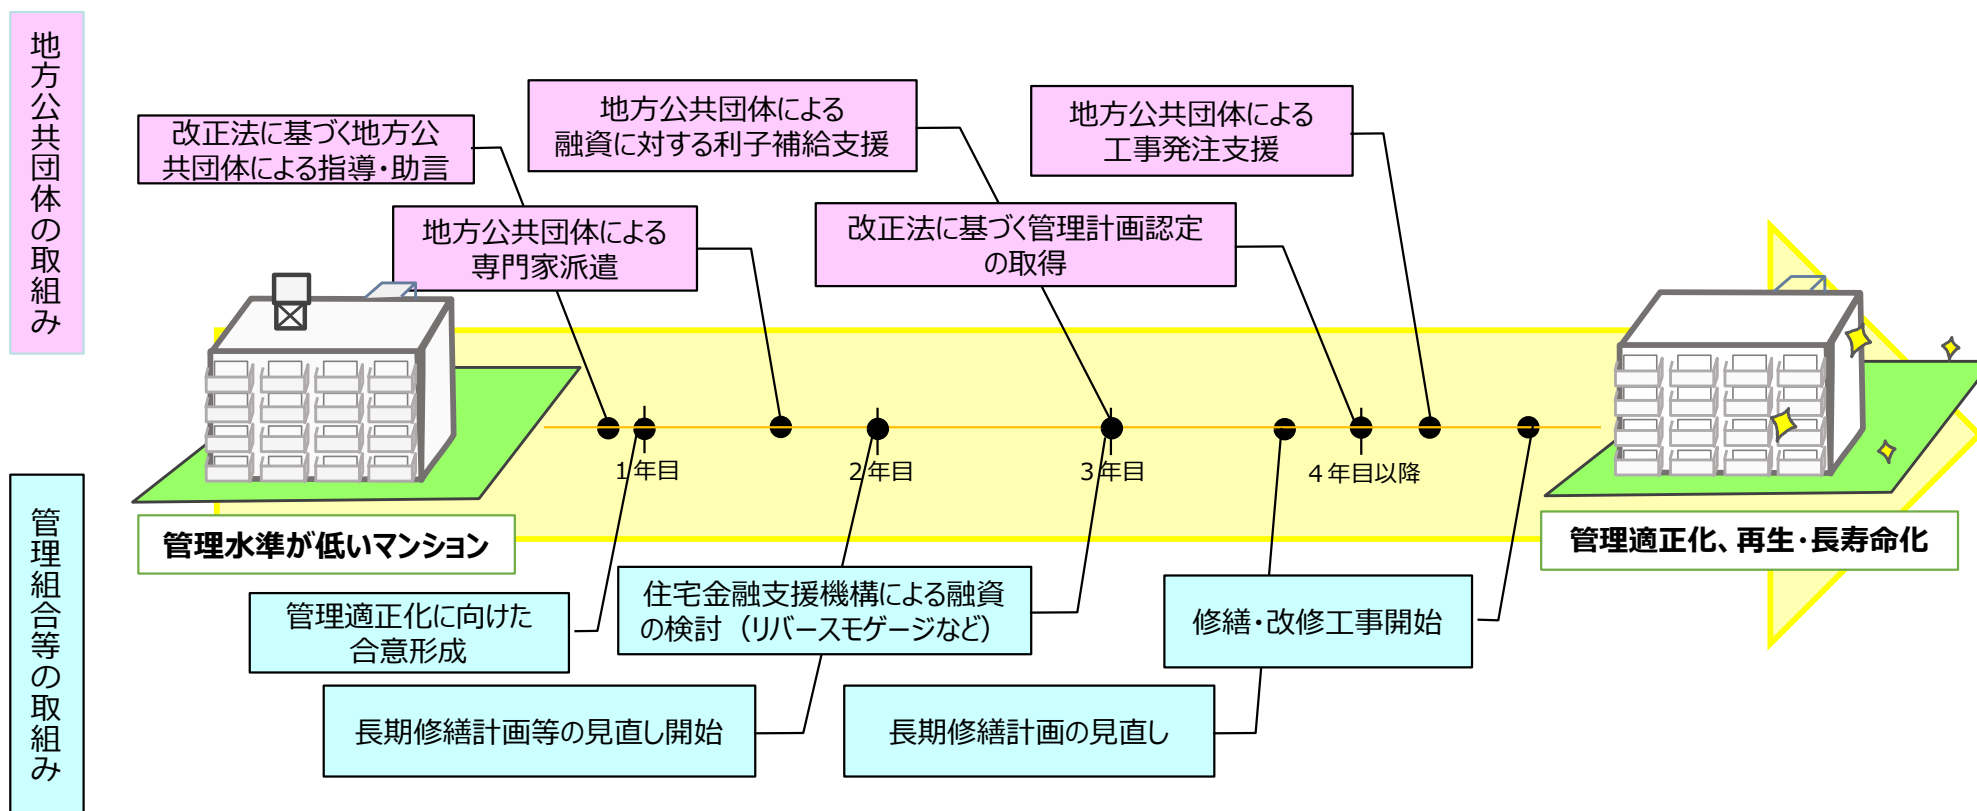 地方公共団体の取組み
改正法に基づく地方公
共団体による指導・助言
地方公共団体による
融資に対する利子補給支援
地方公共団体による
工事発注支援
地方公共団体による
専門家派遣
改正法に基づく管理計画認定
の取得
1年目
2年目
3年目
4年目以降
管理水準が低いマンション
管理適正化、再生・長寿命化
管理組合等の取組み
管理適正化に向けた
合意形成
住宅金融支援機構による融資
の検討（リバースモゲージなど）
修繕・改修工事開始
長期修繕計画等の見直し開始
長期修繕計画の見直し